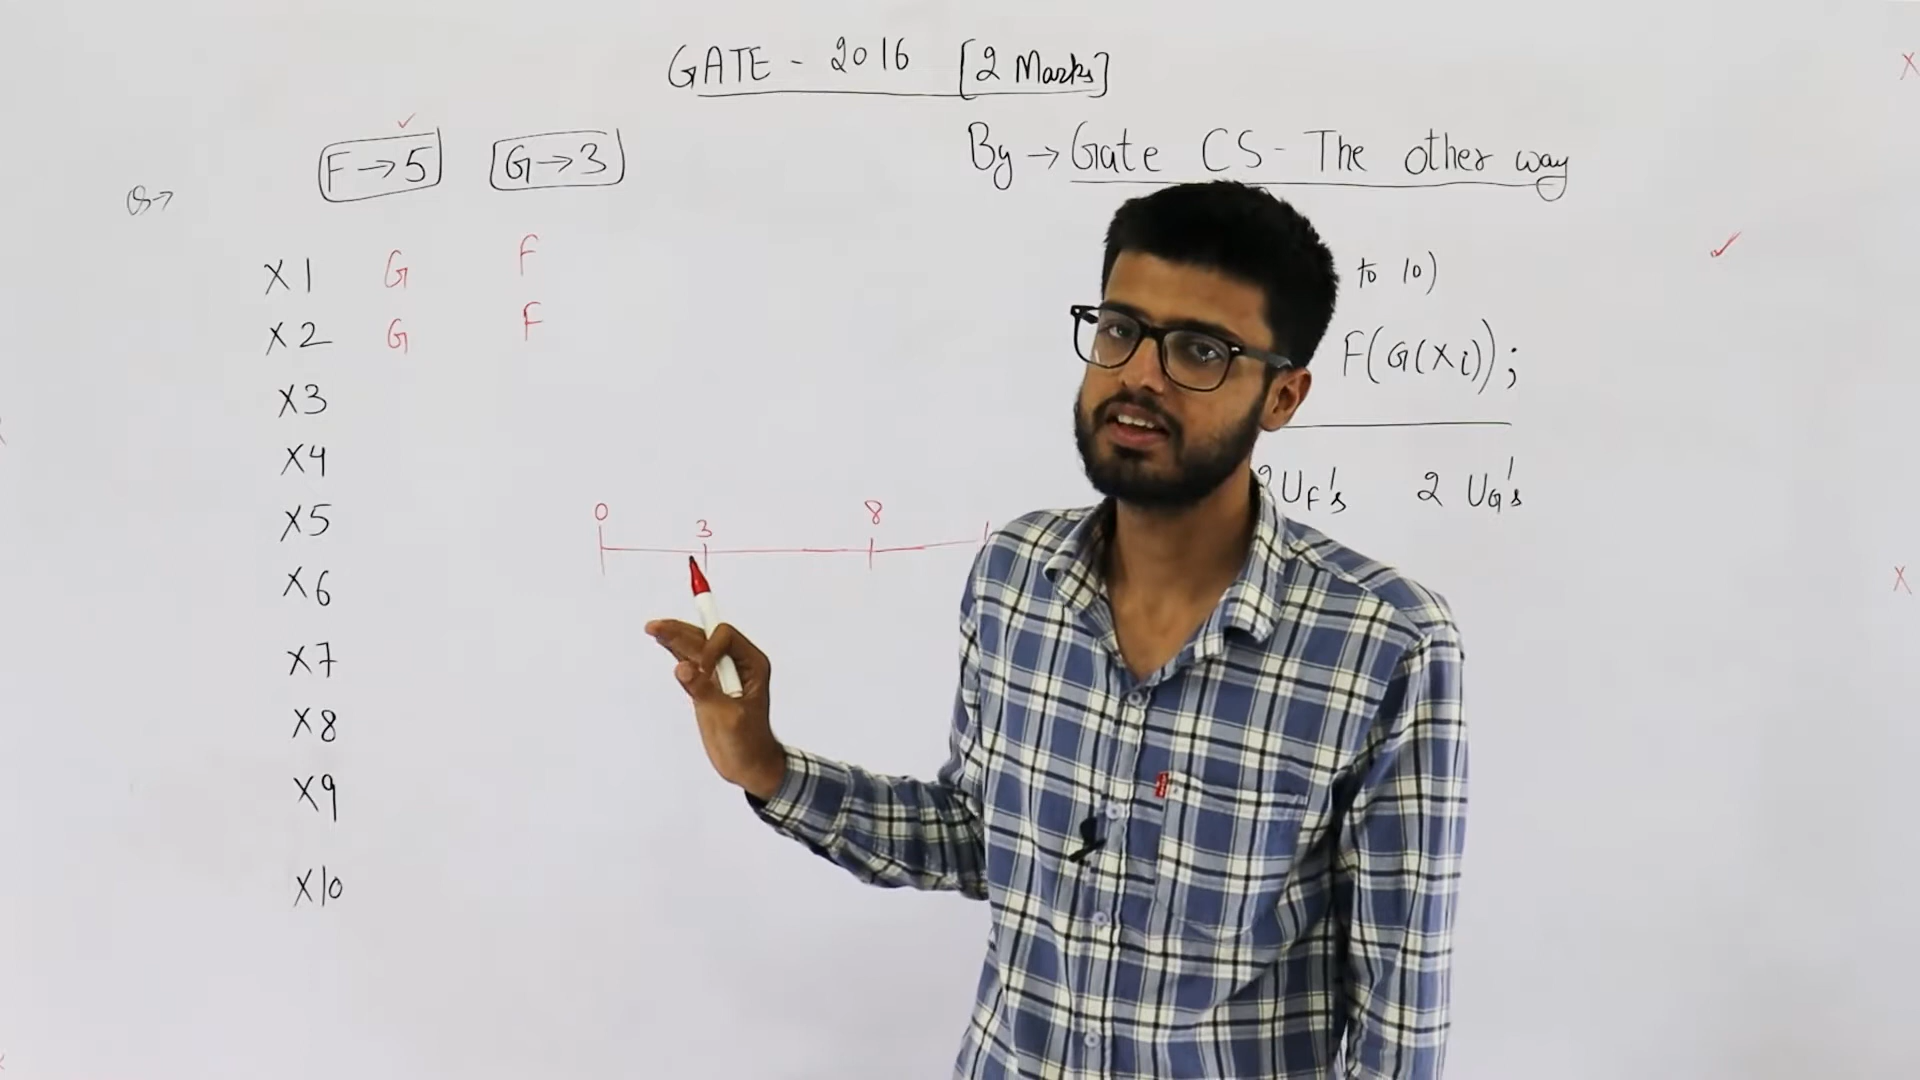 GATE - 2016 [2 Marks]
By → Gate CS - The other way
F→5 G→3
Q→
X1 G F
X2 G F
X3
X4
X5
X6
X7
X8
X9
X10
to 10)
F(G(Xi));
2 UF's 2 UG's
0 3 8